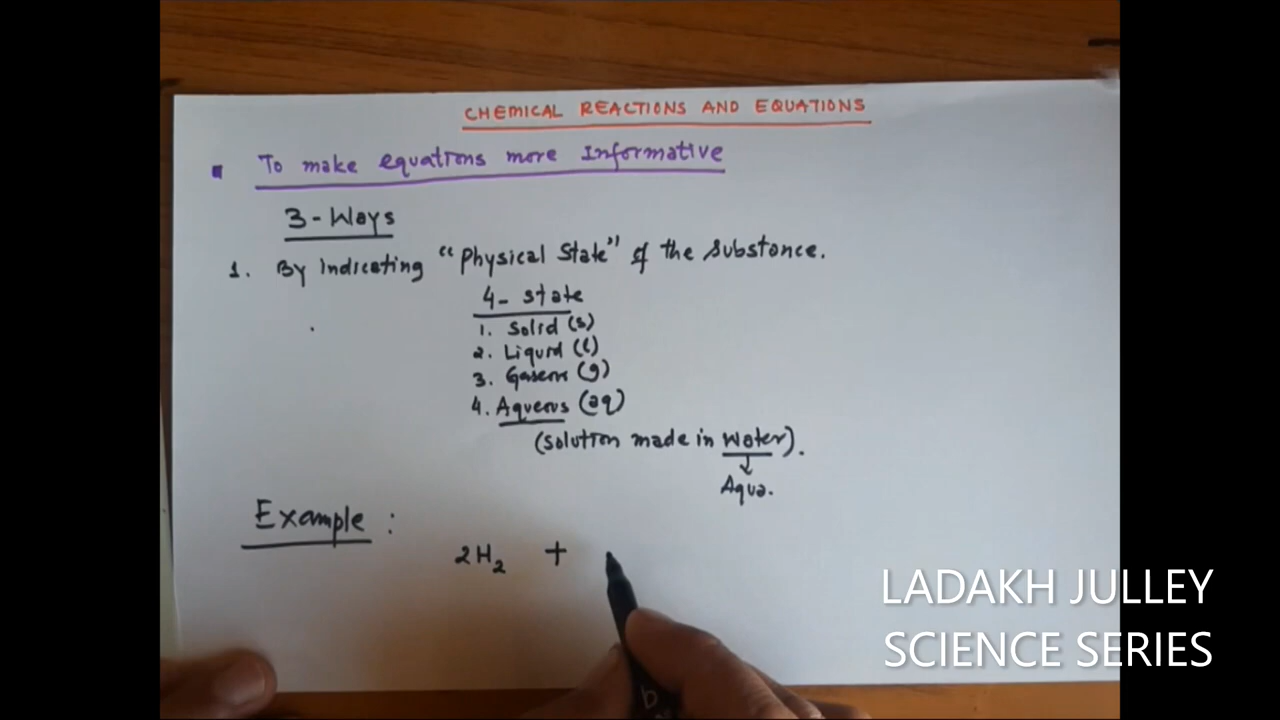 CHEMICAL REACTIONS AND EQUATIONS
To make equations more Informative
3-Ways
1. By Indicating "Physical State" of the Substance.
4- state
1. Solid (s)
2. Liquid (l)
3. Gaseous (g)
4. Aqueous (aq)
(Solution made in Water).
↓
Aqua.
Example :
2H₂ +
LADAKH JULLEY
SCIENCE SERIES
b